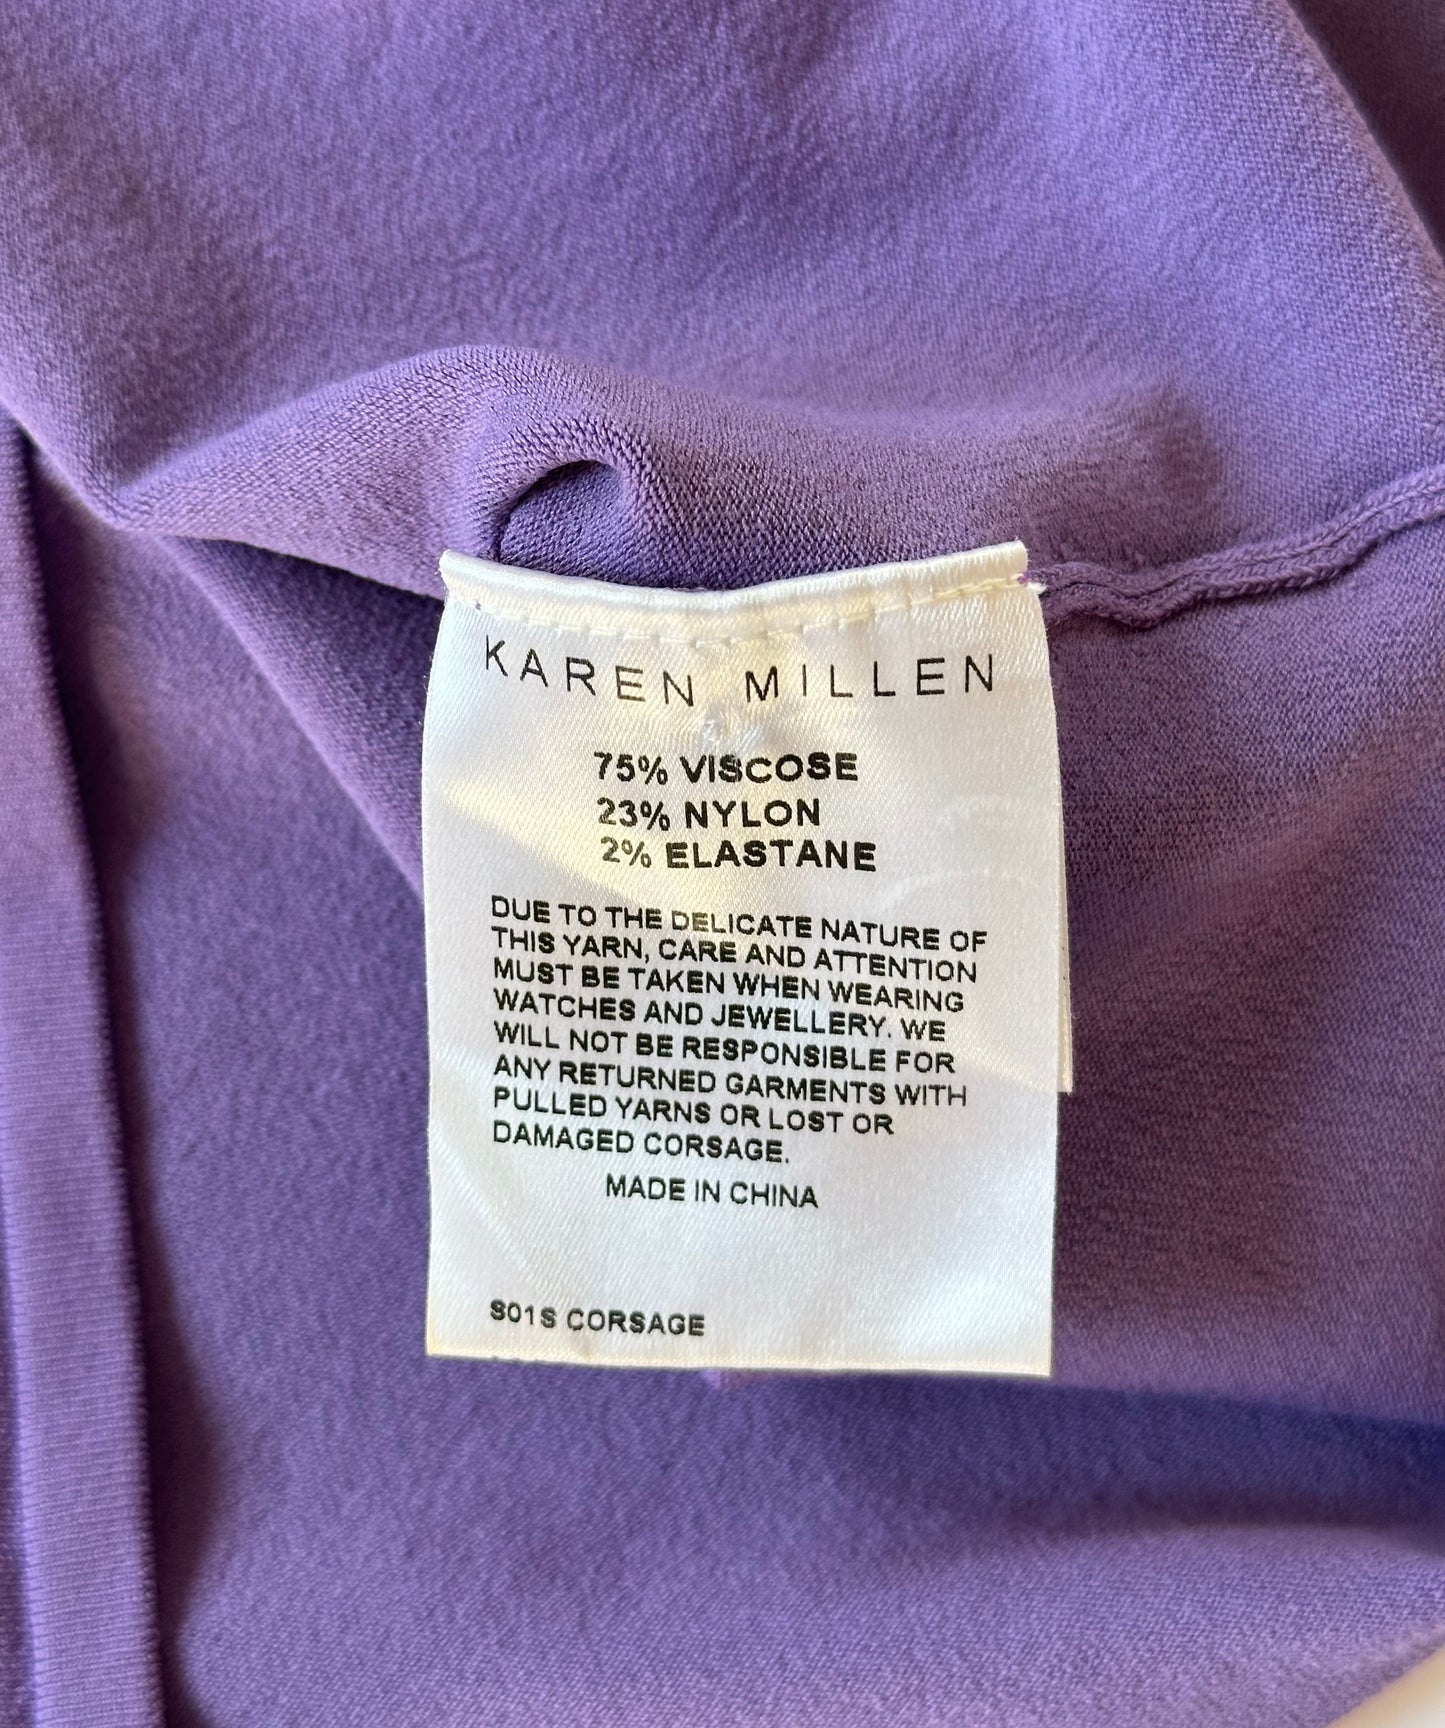 KAREN MILLEN
75% VISCOSE
23% NYLON
2% ELASTANE
DUE TO THE DELICATE NATURE OF
THIS YARN, CARE AND ATTENTION
MUST BE TAKEN WHEN WEARING
WATCHES AND JEWELLERY. WE
WILL NOT BE RESPONSIBLE FOR
ANY RETURNED GARMENTS WITH
PULLED YARNS OR LOST OR
DAMAGED CORSAGE.
MADE IN CHINA
S01S CORSAGE